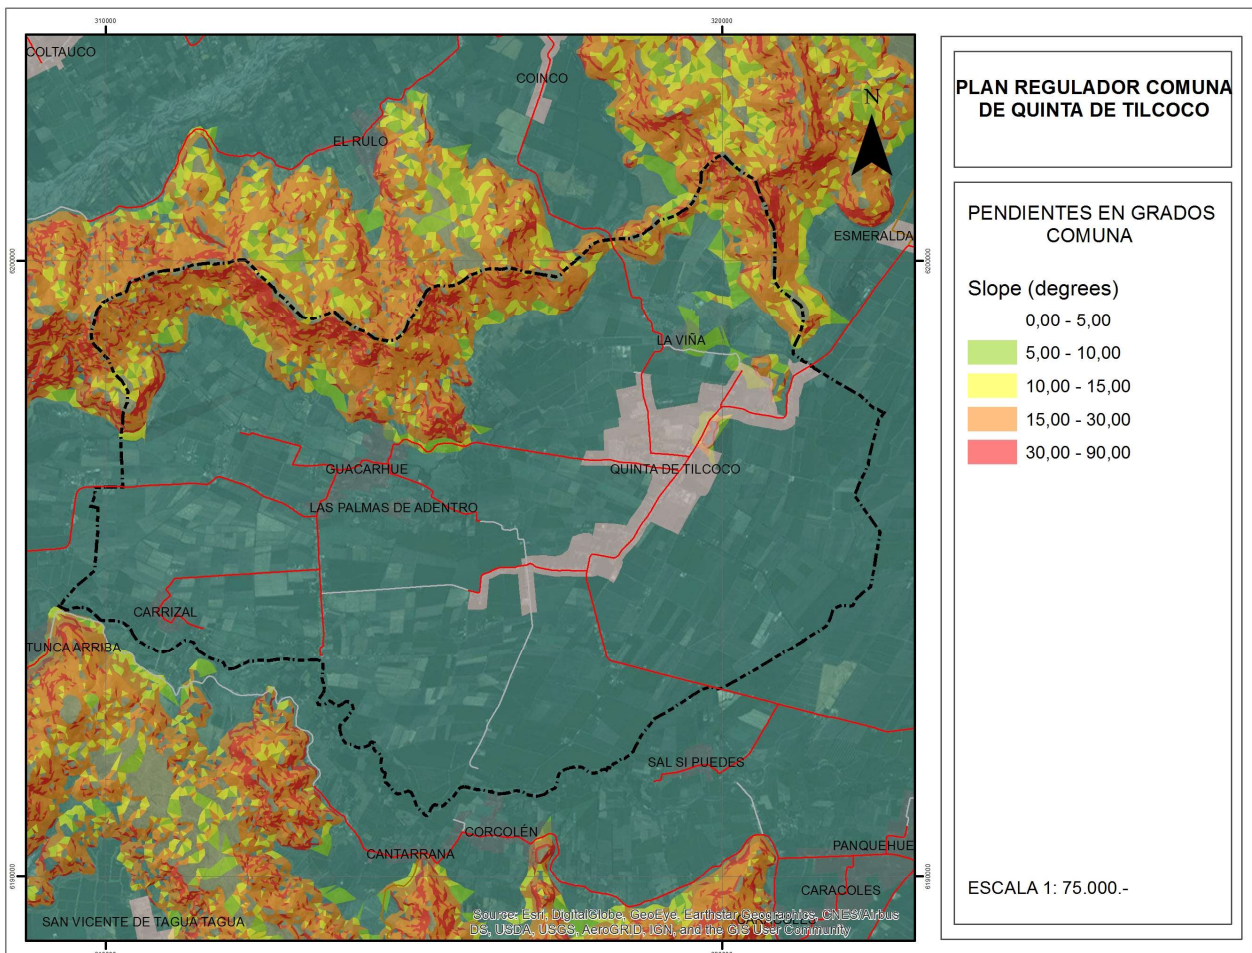 310000
320000
COLTAUCO
COINCO
N
EL RULO
ESMERALDA
6200000
6200000
LA VIÑA
GUACARHUE
QUINTA DE TILCOCO
LAS PALMAS DE ADENTRO
CARRIZAL
TUNCA ARRIBA
SAL SI PUEDES
CORCOLÉN
CANTARRANA
PANQUEHUE
6190000
6190000
CARACOLES
SAN VICENTE DE TAGUA TAGUA
Source: Esri, DigitalGlobe, GeoEye, Earthstar Geographics, CNES/Airbus
DS, USDA, USGS, AeroGRID, IGN, and the GIS User Community
PLAN REGULADOR COMUNA
DE QUINTA DE TILCOCO
PENDIENTES EN GRADOS
COMUNA
Slope (degrees)
0,00 - 5,00
5,00 - 10,00
10,00 - 15,00
15,00 - 30,00
30,00 - 90,00
ESCALA 1: 75.000.-